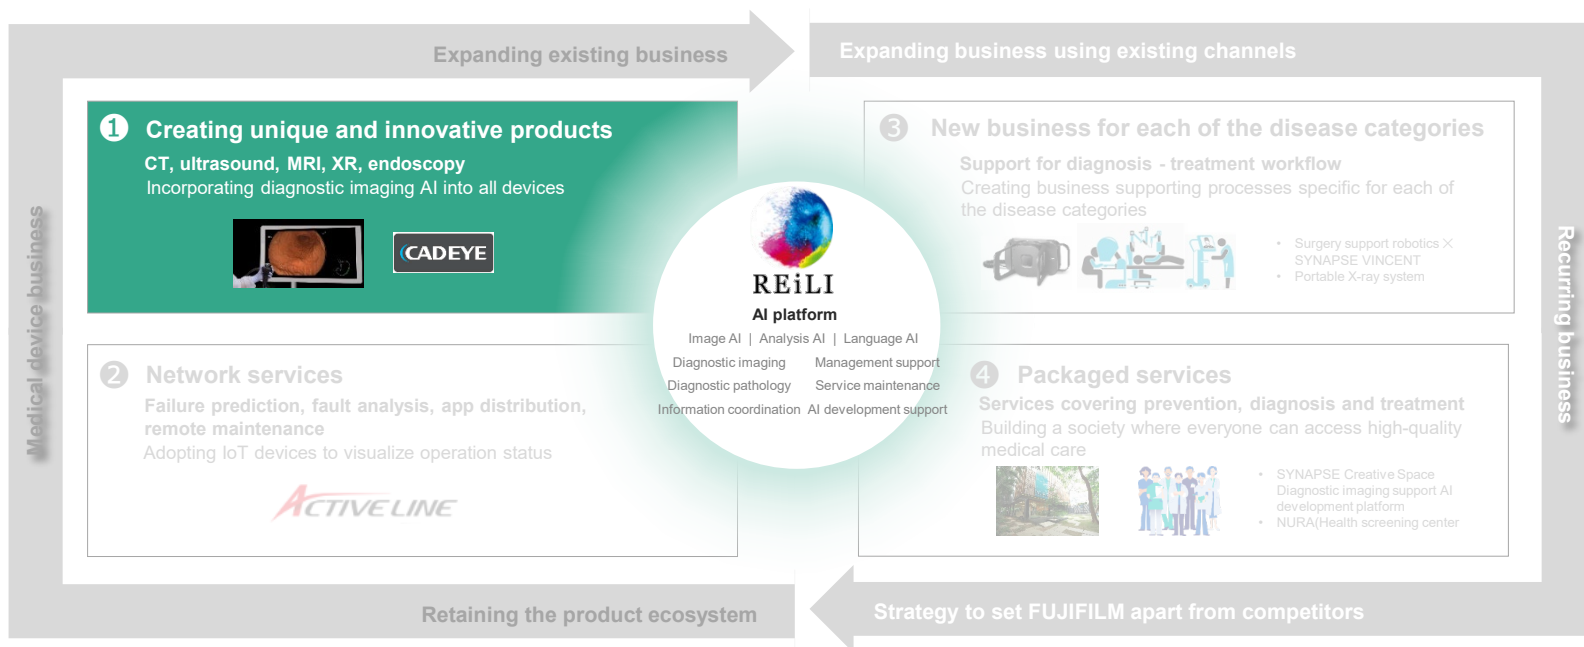 Expanding existing business
Expanding business using existing channels
Medical device business
1 Creating unique and innovative products
CT, ultrasound, MRI, XR, endoscopy
Incorporating diagnostic imaging AI into all devices
CADEYE
2 Network services
Failure prediction, fault analysis, app distribution,
remote maintenance
Adopting IoT devices to visualize operation status
ACTIVE LINE
REiLI
AI platform
Image AI | Analysis AI | Language AI
Diagnostic imaging Management support
Diagnostic pathology Service maintenance
Information coordination AI development support
3 New business for each of the disease categories
Support for diagnosis - treatment workflow
Creating business supporting processes specific for each of
the disease categories
• Surgery support robotics ×
SYNAPSE VINCENT
• Portable X-ray system
4 Packaged services
Services covering prevention, diagnosis and treatment
Building a society where everyone can access high-quality
medical care
• SYNAPSE Creative Space
Diagnostic imaging support AI
development platform
• NURA(Health screening center
Recurring business
Retaining the product ecosystem
Strategy to set FUJIFILM apart from competitors